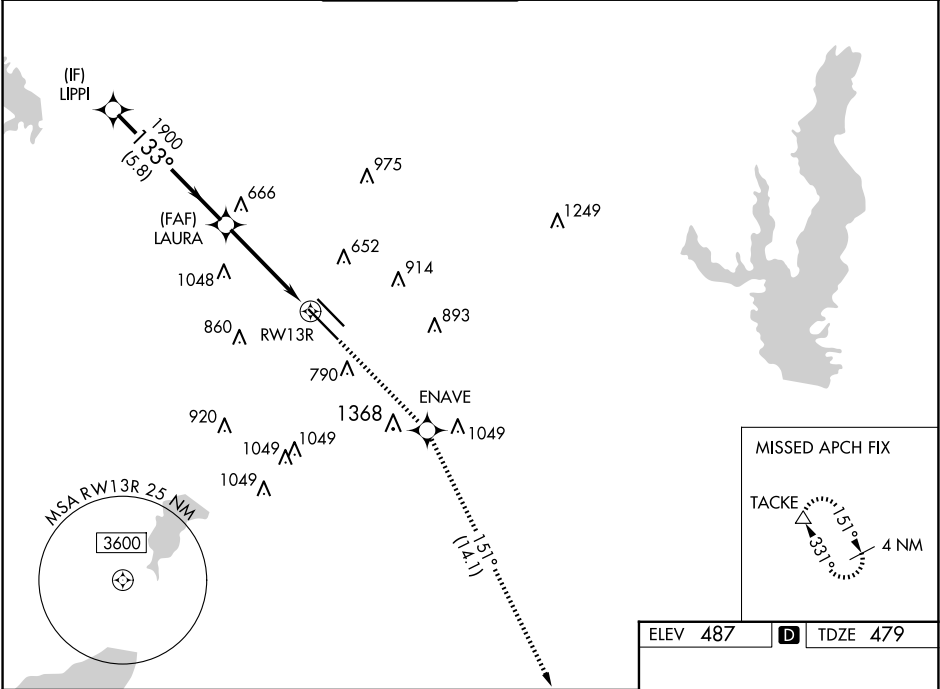 (IF)
LIPPI
1900
133°
(5.8)
975
666
(FAF)
LAURA
1249
652
1048
914
860
RW13R
893
790
ENAVE
1368
920
1049
1049
1049
1049
MISSED APCH FIX
MSA RW13R 25 NM
3600
TACKE
151°
331°
4 NM
151°
(14.1)
ELEV 487 D TDZE 479